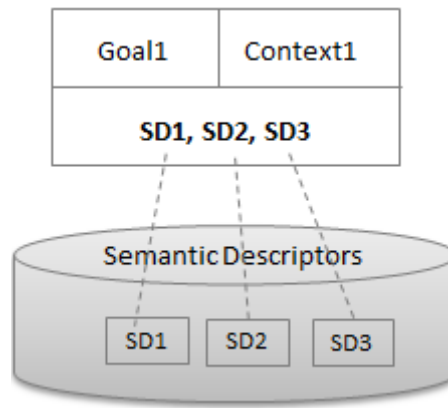 Goal1 Context1
SD1, SD2, SD3
Semantic Descriptors
SD1 SD2 SD3